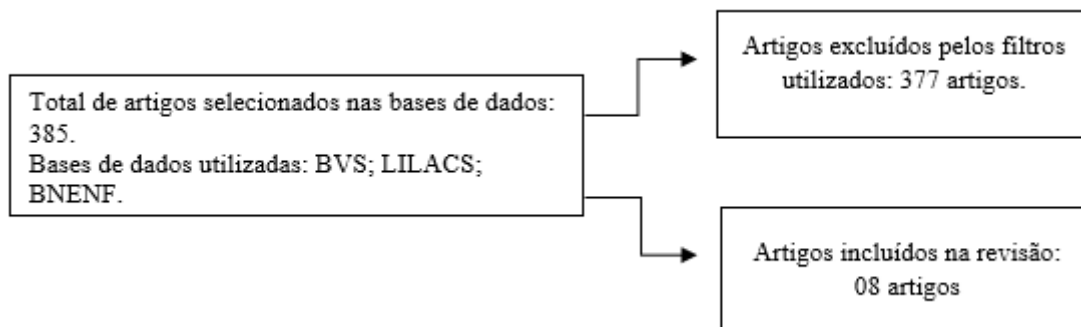 Artigos excluídos pelos filtros
utilizados: 377 artigos.
Total de artigos selecionados nas bases de dados:
385.
Bases de dados utilizadas: BVS; LILACS;
BNENF.
Artigos incluídos na revisão:
08 artigos